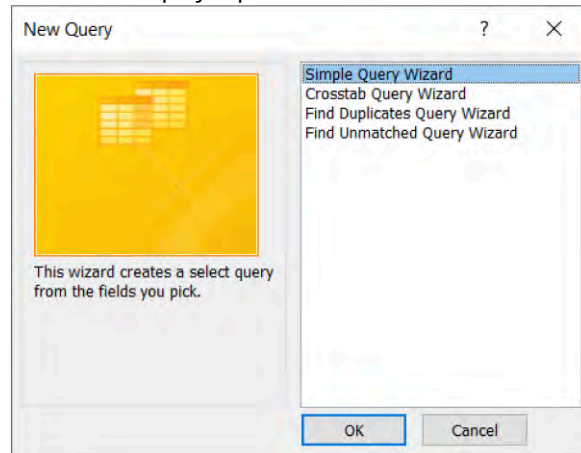 New Query ? ×
Simple Query Wizard
Crosstab Query Wizard
Find Duplicates Query Wizard
Find Unmatched Query Wizard
This wizard creates a select query
from the fields you pick.
OK Cancel